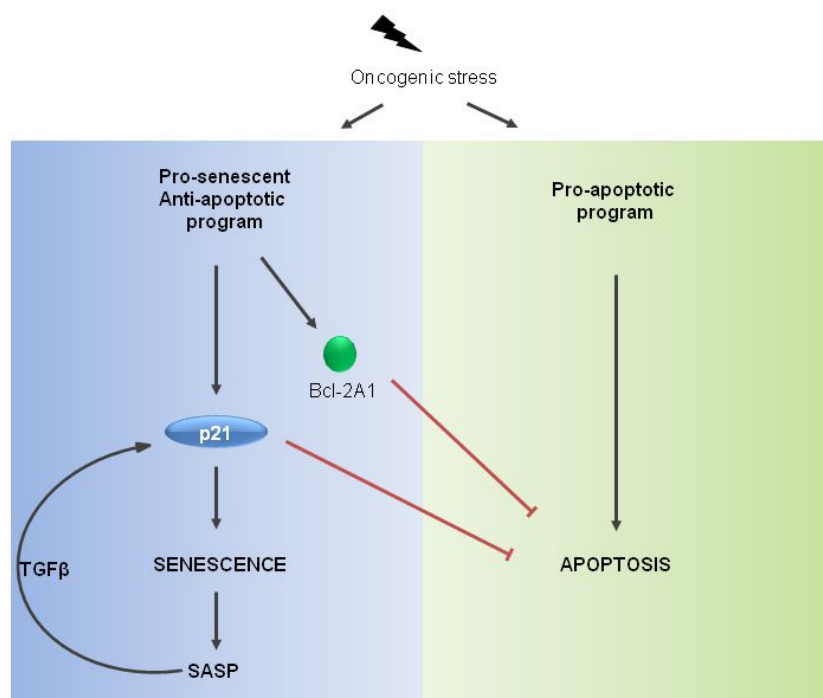 Oncogenic stress
Pro-senescent
Anti-apoptotic
program
Pro-apoptotic
program
Bcl-2A1
p21
TGFβ
SENESCENCE
APOPTOSIS
SASP